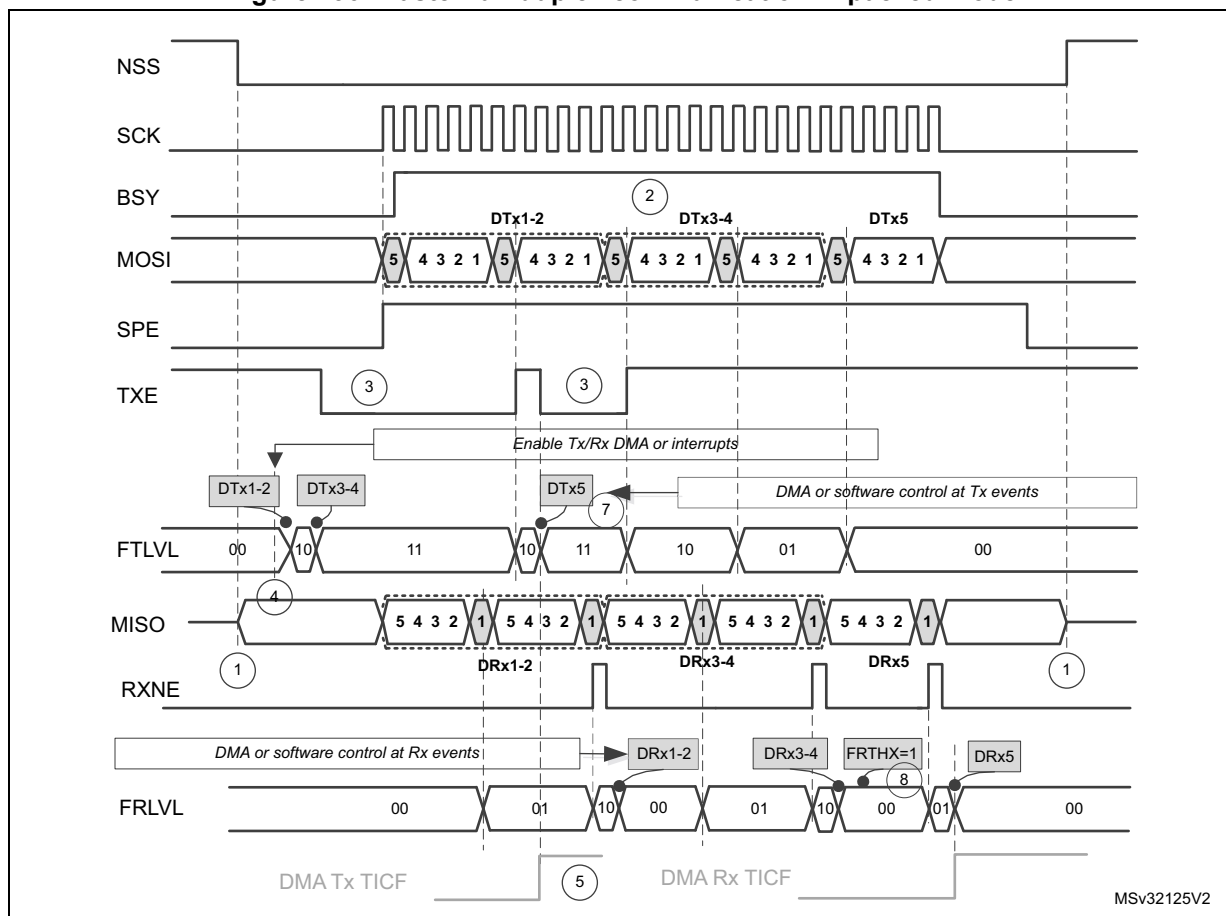 NSS
SCK
BSY
2
DTx1-2 DTx3-4 DTx5
MOSI 5 4 3 2 1 5 4 3 2 1 5 4 3 2 1 5 4 3 2 1 5 4 3 2 1
SPE
TXE 3 3
Enable Tx/Rx DMA or interrupts
DTx1-2 DTx3-4 DTx5 DMA or software control at Tx events
7
FTLVL 00 10 11 10 11 10 01 00
4
MISO 5 4 3 2 1 5 4 3 2 1 5 4 3 2 1 5 4 3 2 1 5 4 3 2 1
1 DRx1-2 DRx3-4 DRx5 1
RXNE
DMA or software control at Rx events DRx1-2 DRx3-4 FRTHX=1 DRx5
8
FRLVL 00 01 10 00 01 10 00 01 00
DMA Tx TICF 5 DMA Rx TICF
MSv32125V2